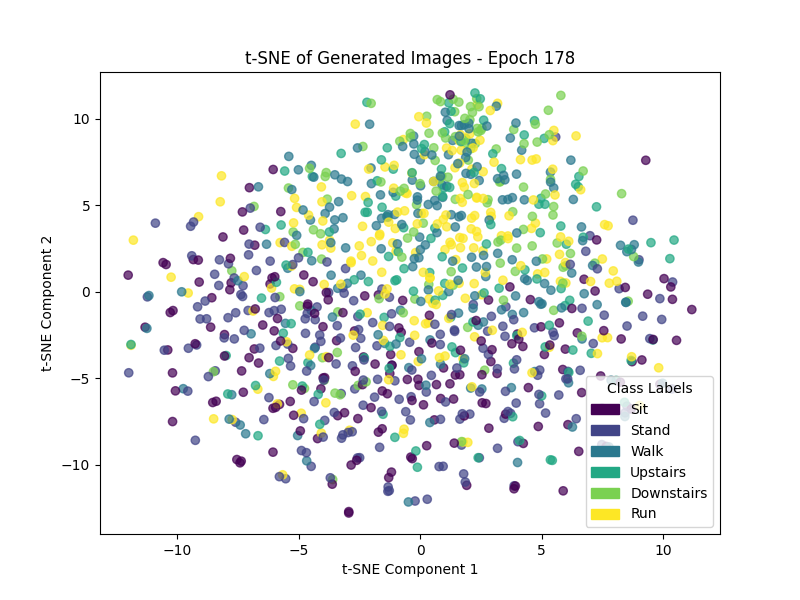 t-SNE of Generated Images - Epoch 178
t-SNE Component 2
10
5
0
−5
−10
−10
−5
0
5
10
t-SNE Component 1
Class Labels
Sit
Stand
Walk
Upstairs
Downstairs
Run